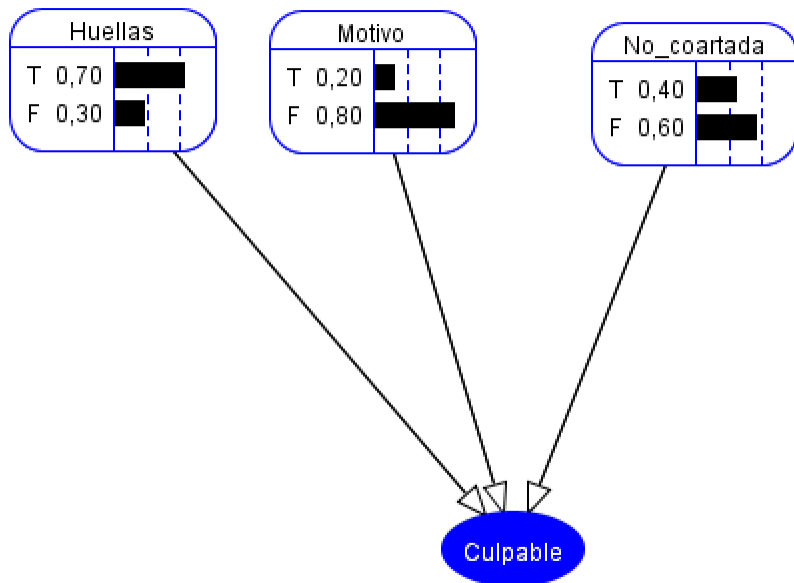 Huellas
T 0,70
F 0,30
Motivo
T 0,20
F 0,80
No_coartada
T 0,40
F 0,60
Culpable